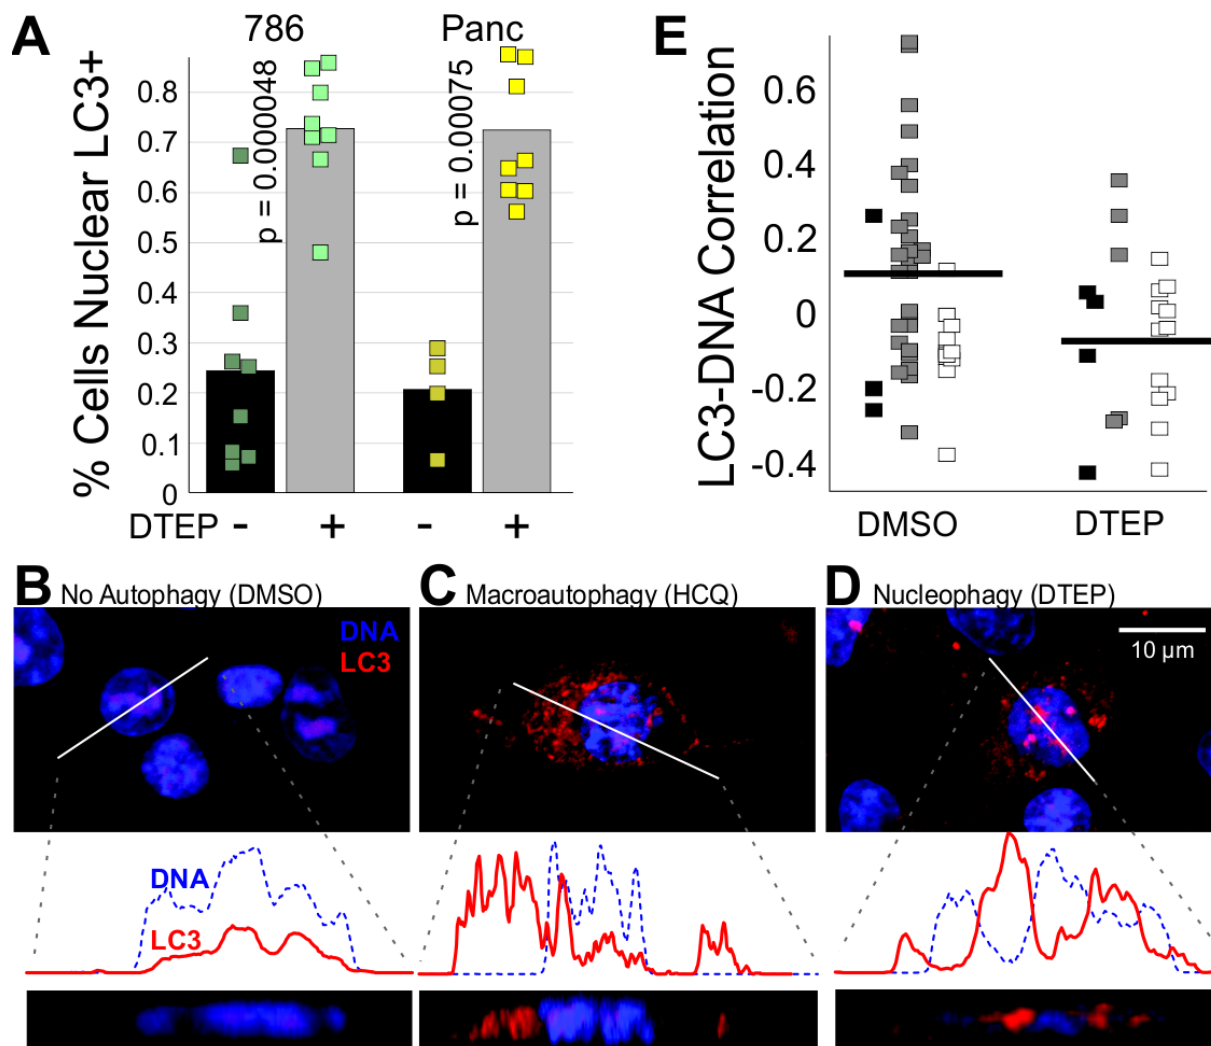 A
786
Panc
% Cells Nuclear LC3+
0.8
0.7
0.6
0.5
0.4
0.3
0.2
0.1
0
p = 0.000048
p = 0.00075
DTEP - + - +
E
LC3-DNA Correlation
0.6
0.4
0.2
0
-0.2
-0.4
DMSO
DTEP
B No Autophagy (DMSO)
DNA
LC3
DNA
LC3
C Macroautophagy (HCQ)
D Nucleophagy (DTEP)
10 µm